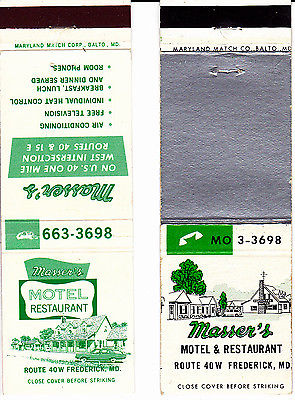 MARYLAND MATCH CORP., BALTO., MD.
Masser's
ON U.S. 40 ONE MILE
WEST INTERSECTION
ROUTES 40 & 15 E
• AIR CONDITIONING
• FREE TELEVISION
• INDIVIDUAL HEAT CONTROL
• BREAKFAST, LUNCH
AND DINNER SERVED
• ROOM PHONES
663-3698
Masser's
MOTEL
RESTAURANT
ROUTE 40W FREDERICK, MD.
CLOSE COVER BEFORE STRIKING
MARYLAND MATCH CO., BALTO., MD.
MO 3-3698
Masser's
MOTEL & RESTAURANT
ROUTE 40W FREDERICK, MD.
CLOSE COVER BEFORE STRIKING